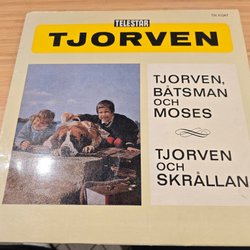 TELESTAR
TJORVEN
TJORVEN,
BÅTSMAN
OCH
MOSES
TJORVEN
OCH
SKRÅLLAN